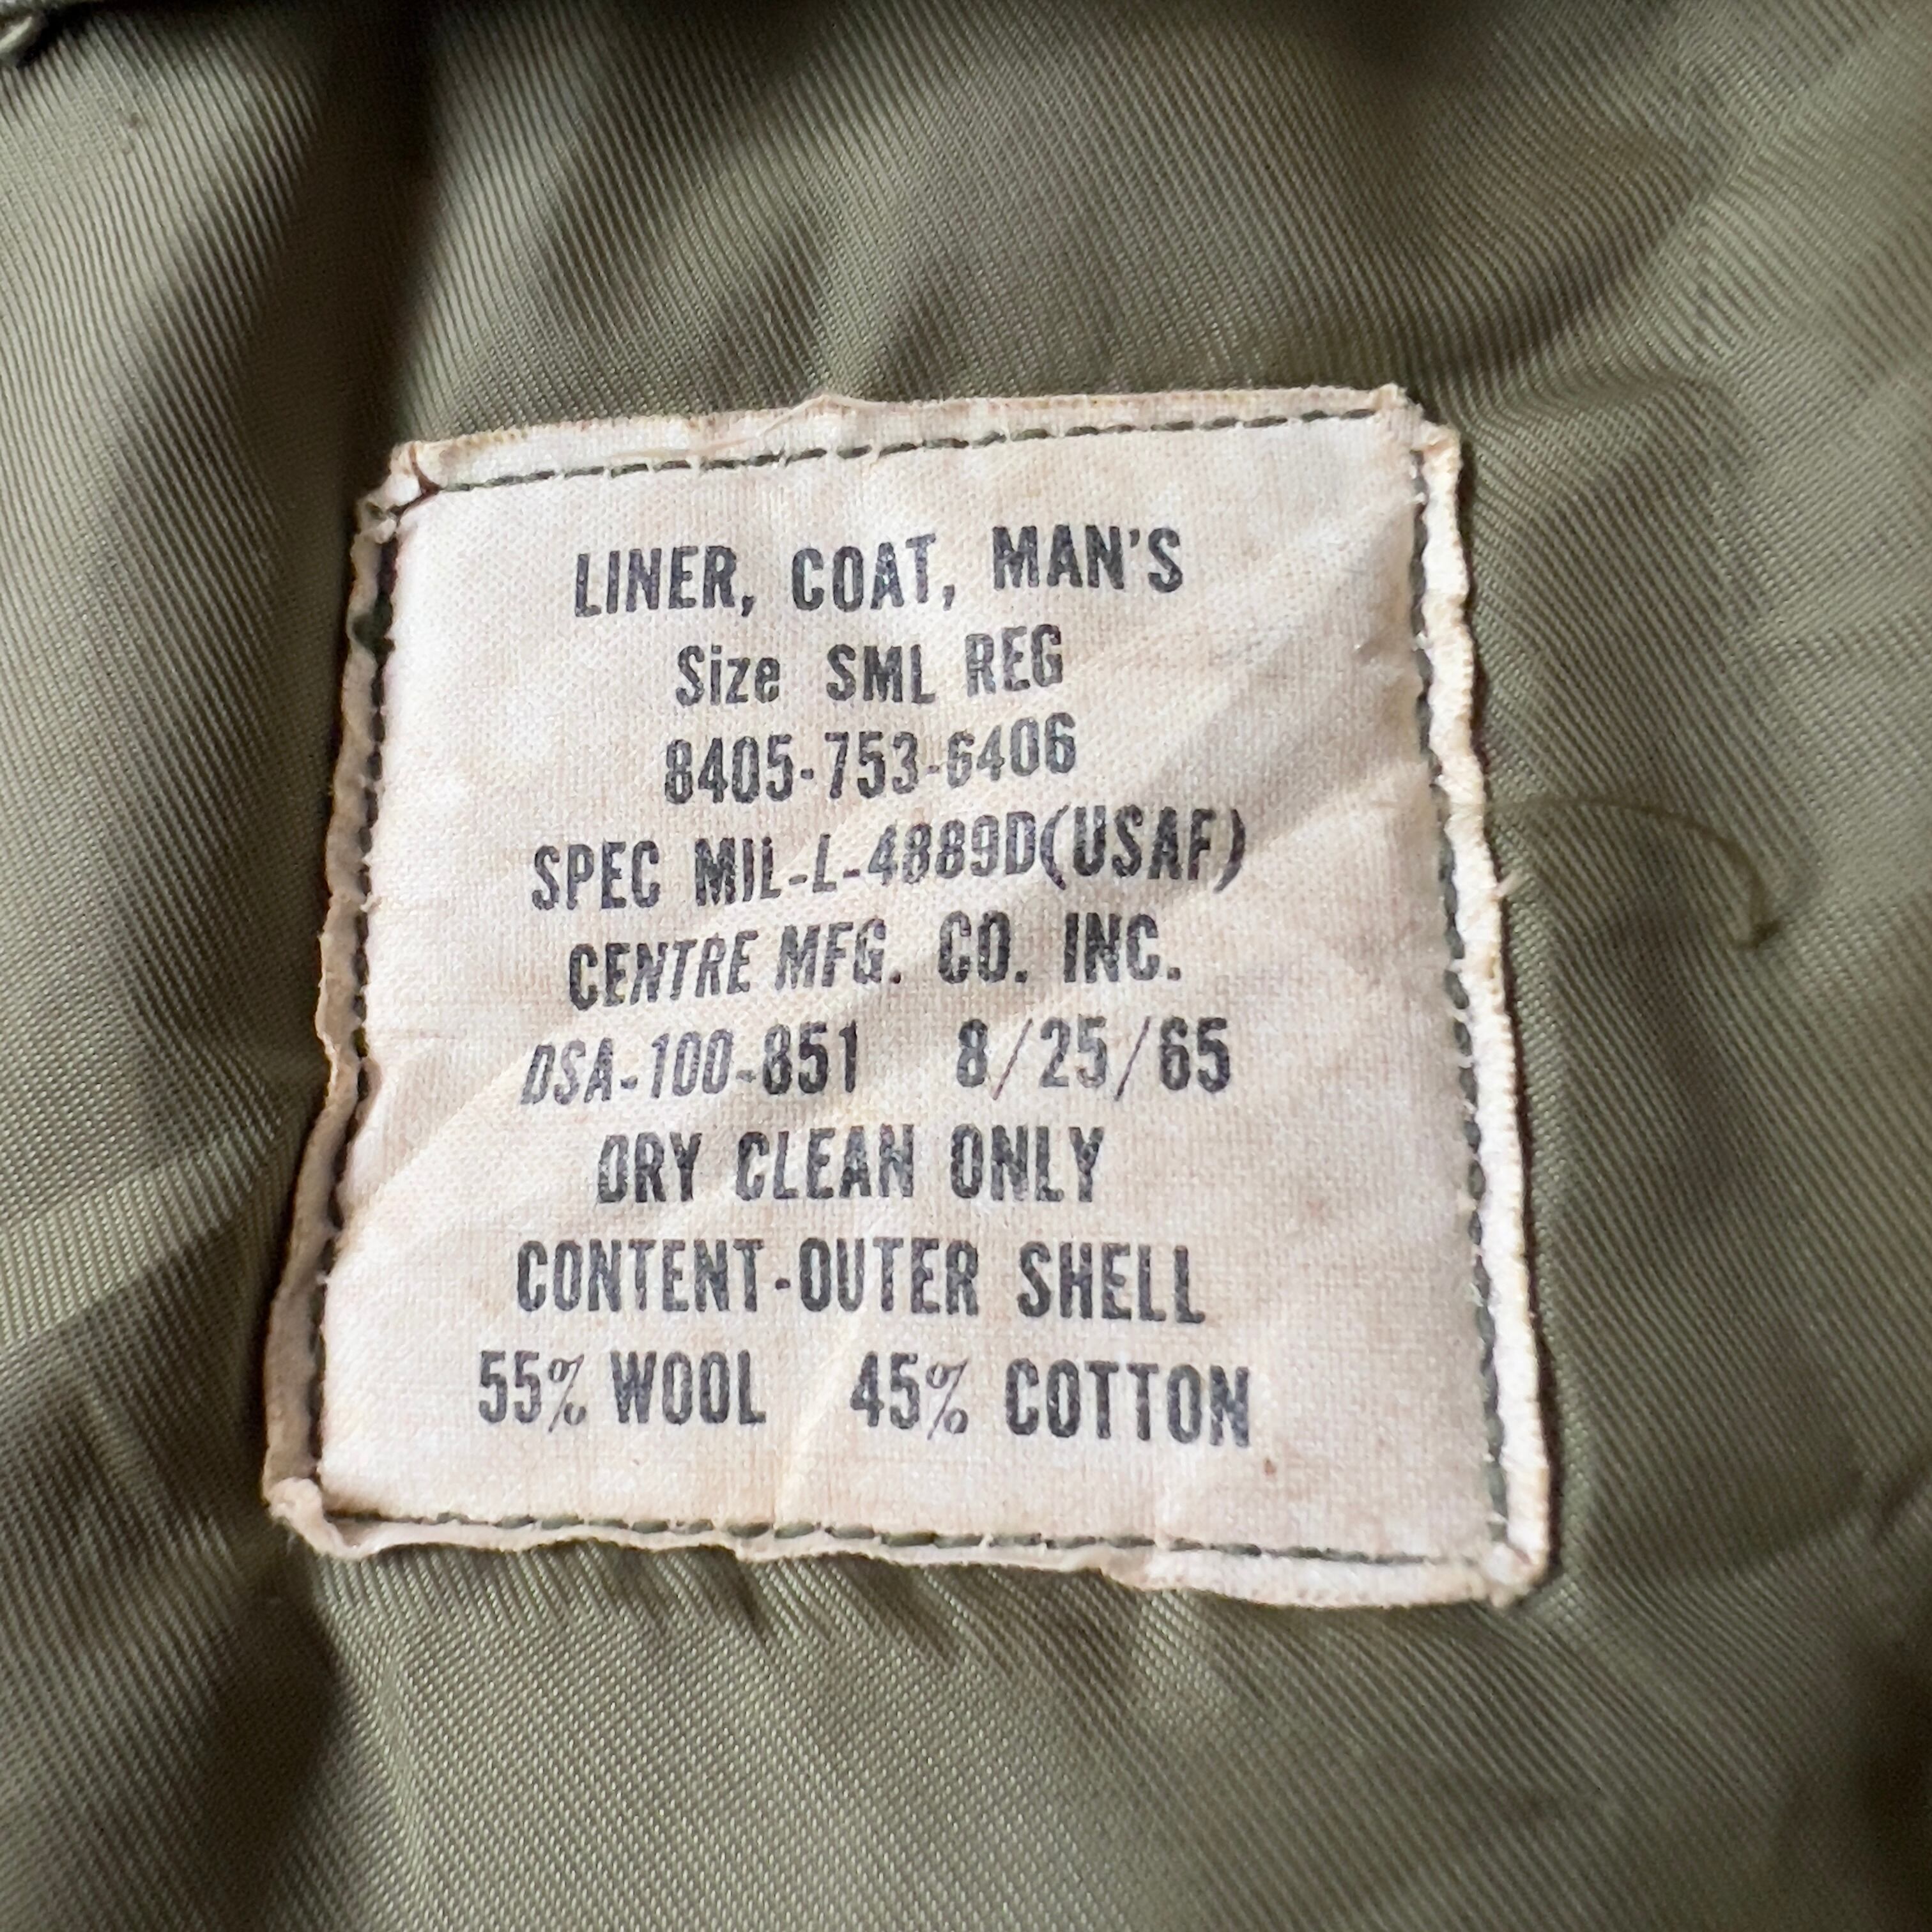 LINER, COAT, MAN'S
Size SML REG
8405-753-6406
SPEC MIL-L-4889D(USAF)
CENTRE MFG. CO. INC.
DSA-100-851 8/25/65
DRY CLEAN ONLY
CONTENT-OUTER SHELL
55% WOOL 45% COTTON